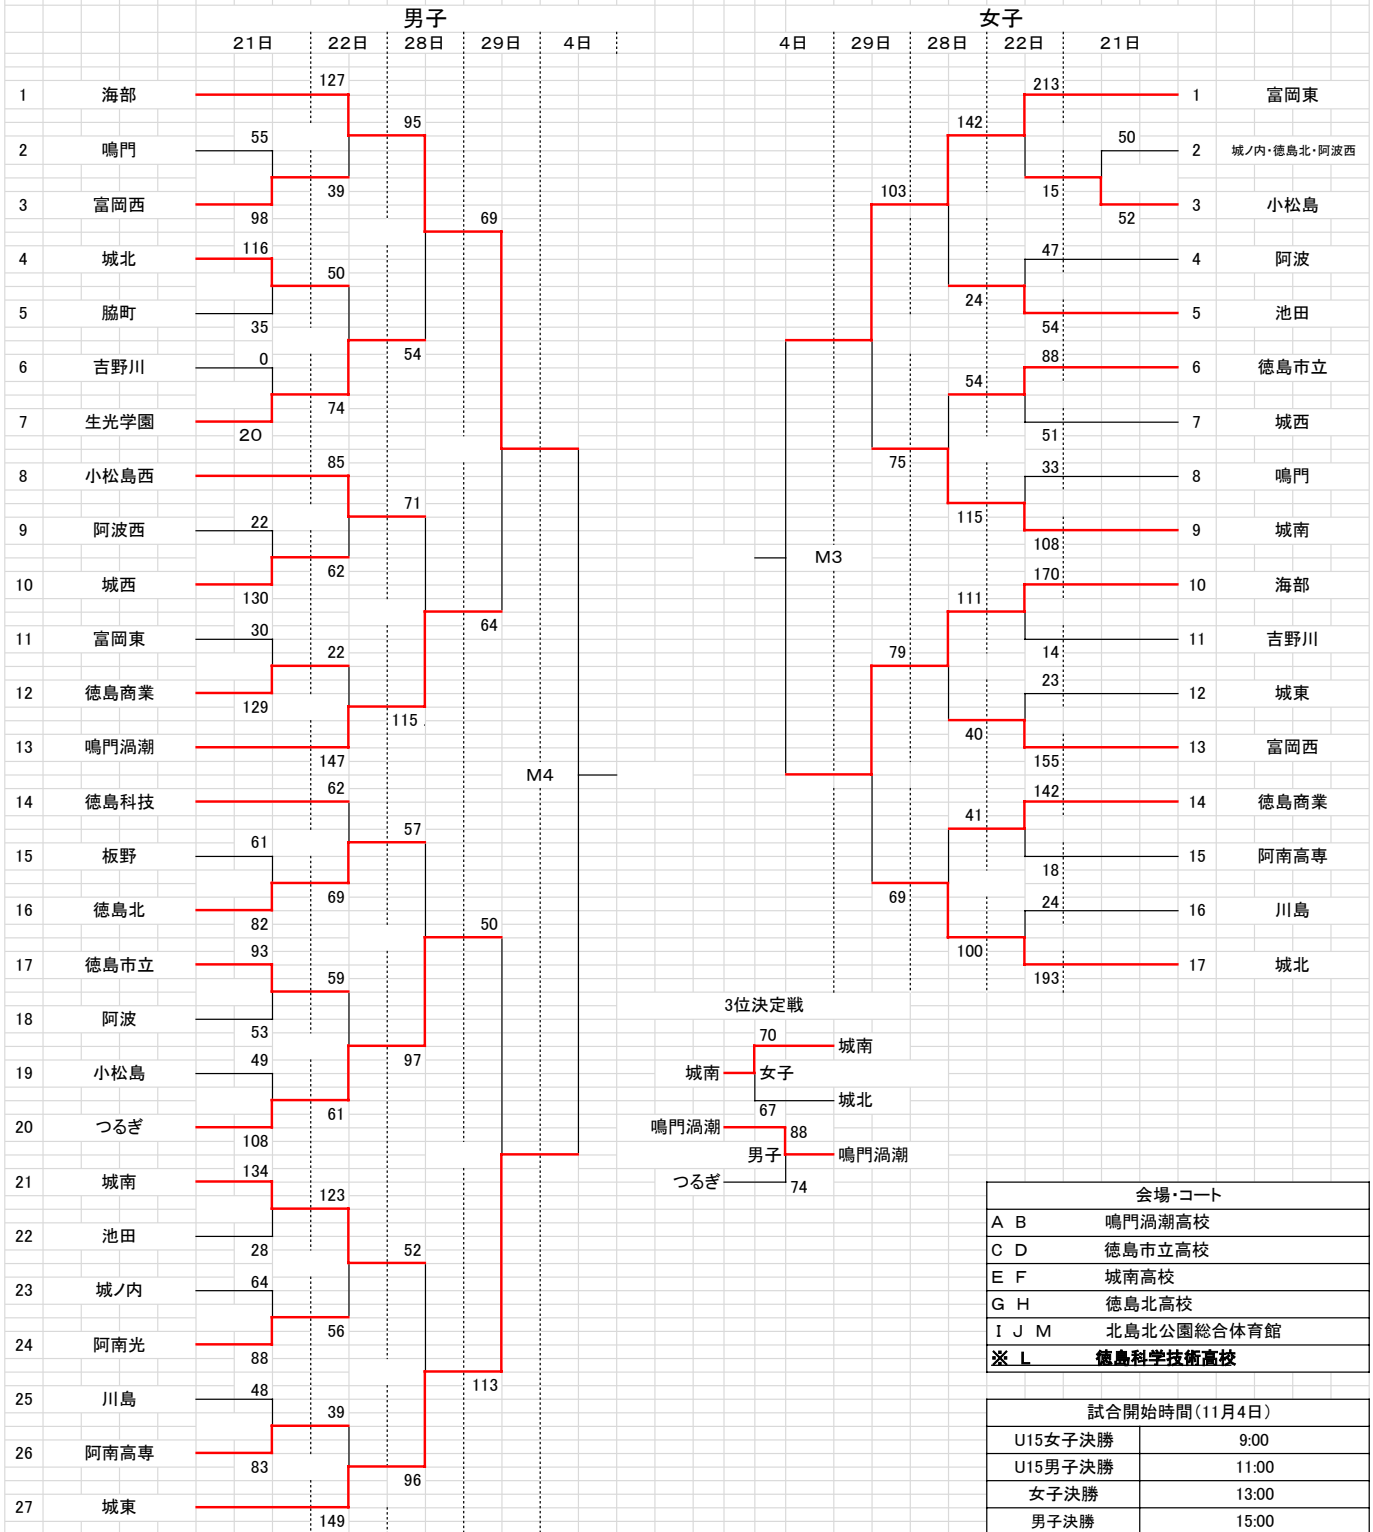 男子 女子
21日 22日 28日 29日 4日 4日 29日 28日 22日 21日
127 213
1 海部 1 富岡東
95 142
55 50
2 鳴門 2 城ノ内・徳島北・阿波西
39 103 15
3 富岡西 3 小松島
98 69 52
116 47
4 城北 4 阿波
50
24
5 脇町 5 池田
35 54
0 54 88
6 吉野川 6 徳島市立
54
74
7 生光学園 7 城西
20 51
85 75 33
8 小松島西 8 鳴門
71
22 115
9 阿波西 9 城南
108
M3
62 170
10 城西 10 海部
130 111
30 64
11 富岡東 11 吉野川
22 79 14
23
12 徳島商業 12 城東
129
115 40
13 鳴門渦潮 13 富岡西
147 155
M4
62 142
14 徳島科技 14 徳島商業
57 41
61
15 板野 15 阿南高専
18
69 69 24
16 徳島北 16 川島
82 50
93 100
17 徳島市立 17 城北
59 193
3位決定戦
18 阿波
53 70
49 97 城南
19 小松島 城南 女子
61 67 城北
20 つるぎ 鳴門渦潮 88
108 男子 鳴門渦潮
134
21 城南 つるぎ 74
123 会場・コート
A B 鳴門渦潮高校
22 池田
28 52 C D 徳島市立高校
64 E F 城南高校
23 城ノ内
G H 徳島北高校
56 I J M 北島北公園総合体育館
24 阿南光
88 ※ L 徳島科学技術高校
113
48
25 川島
39 試合開始時間(11月4日)
U15女子決勝 9:00
26 阿南高専
83 U15男子決勝 11:00
96
女子決勝 13:00
27 城東
149 男子決勝 15:00